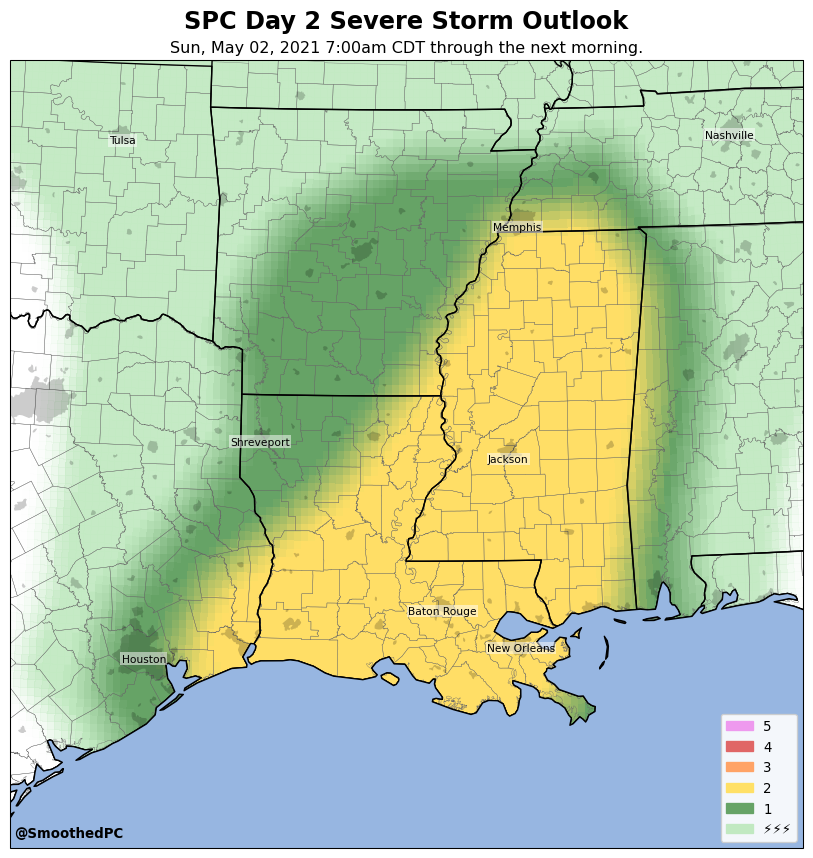 SPC Day 2 Severe Storm Outlook
Sun, May 02, 2021 7:00am CDT through the next morning.
Tulsa
Nashville
Memphis
Shreveport
Jackson
Baton Rouge
New Orleans
Houston
5
4
3
2
1
⚡⚡⚡
@SmoothedPC